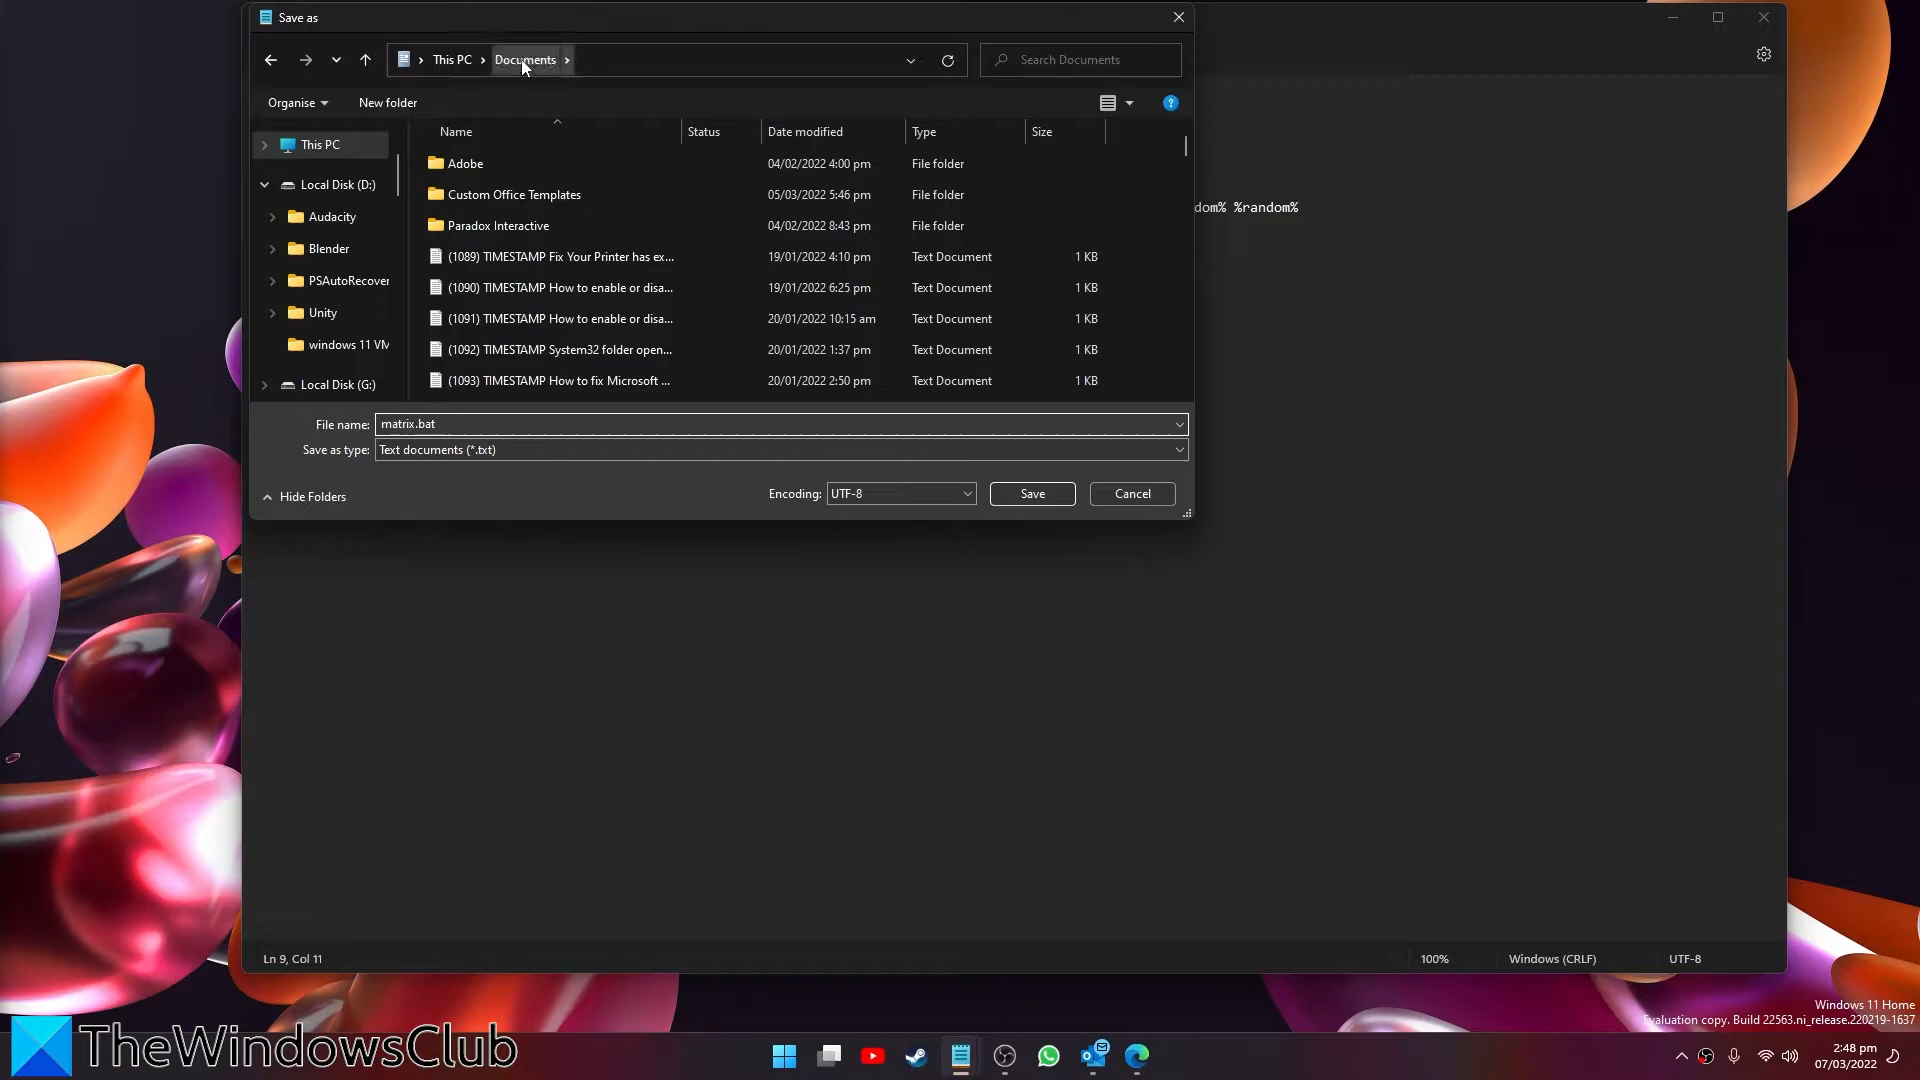 Save as
This PC
Documents
Search Documents
Organise
New folder
Name
Status
Date modified
Type
Size
This PC
Local Disk (D:)
Audacity
Blender
PSAutoRecover
Unity
windows 11 VM
Local Disk (G:)
Adobe 04/02/2022 4:00 pm File folder
Custom Office Templates 05/03/2022 5:46 pm File folder
Paradox Interactive 04/02/2022 8:43 pm File folder
(1089) TIMESTAMP Fix Your Printer has ex... 19/01/2022 4:10 pm Text Document 1 KB
(1090) TIMESTAMP How to enable or disa... 19/01/2022 6:25 pm Text Document 1 KB
(1091) TIMESTAMP How to enable or disa... 20/01/2022 10:15 am Text Document 1 KB
(1092) TIMESTAMP System32 folder open... 20/01/2022 1:37 pm Text Document 1 KB
(1093) TIMESTAMP How to fix Microsoft ... 20/01/2022 2:50 pm Text Document 1 KB
dom% %random%
File name: matrix.bat
Save as type: Text documents (*.txt)
Hide Folders
Encoding: UTF-8
Save
Cancel
Ln 9, Col 11
100%
Windows (CRLF)
UTF-8
Windows 11 Home
Evaluation copy. Build 22563.ni_release.220219-1637
TheWindowsClub
2:48 pm
07/03/2022